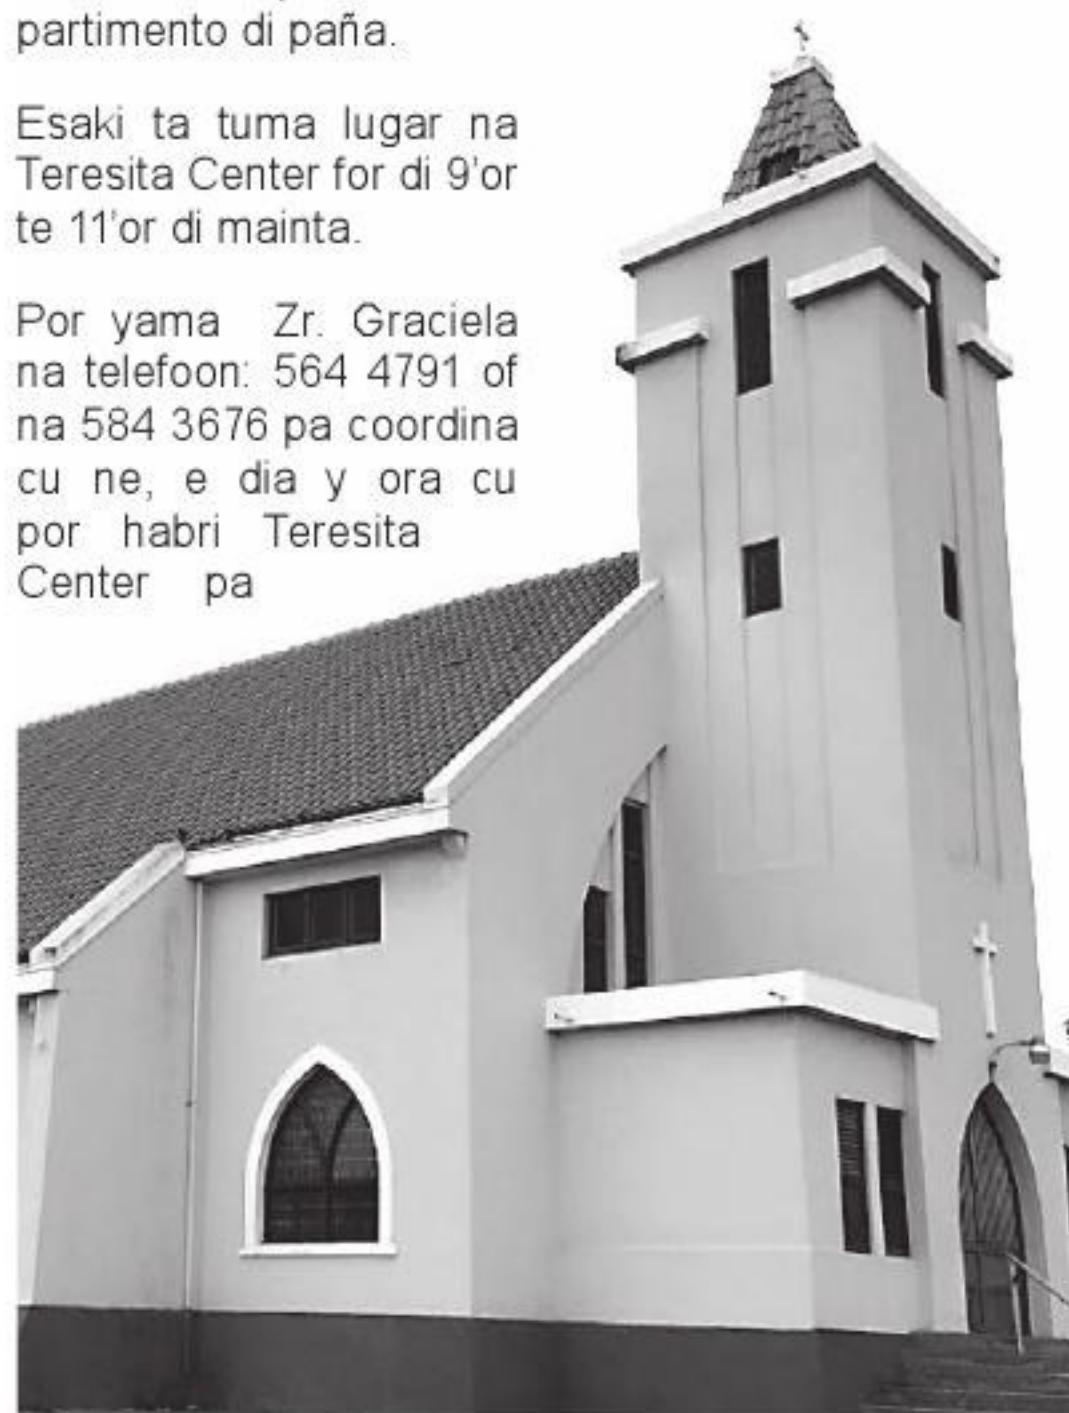 partimento di paña.
Esaki ta tuma lugar na
Teresita Center for di 9'or
te 11'or di mainta.
Por yama Zr. Graciela
na telefoon: 564 4791 of
na 584 3676 pa coordina
cu ne, e dia y ora cu
por habri Teresita
Center pa